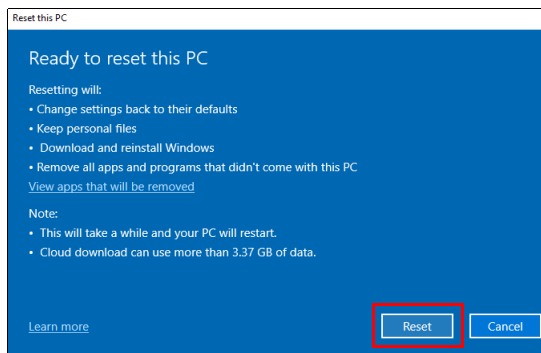 Reset this PC
Ready to reset this PC
Resetting will:
• Change settings back to their defaults
• Keep personal files
• Download and reinstall Windows
• Remove all apps and programs that didn't come with this PC
View apps that will be removed
Note:
• This will take a while and your PC will restart.
• Cloud download can use more than 3.37 GB of data.
Learn more
Reset
Cancel